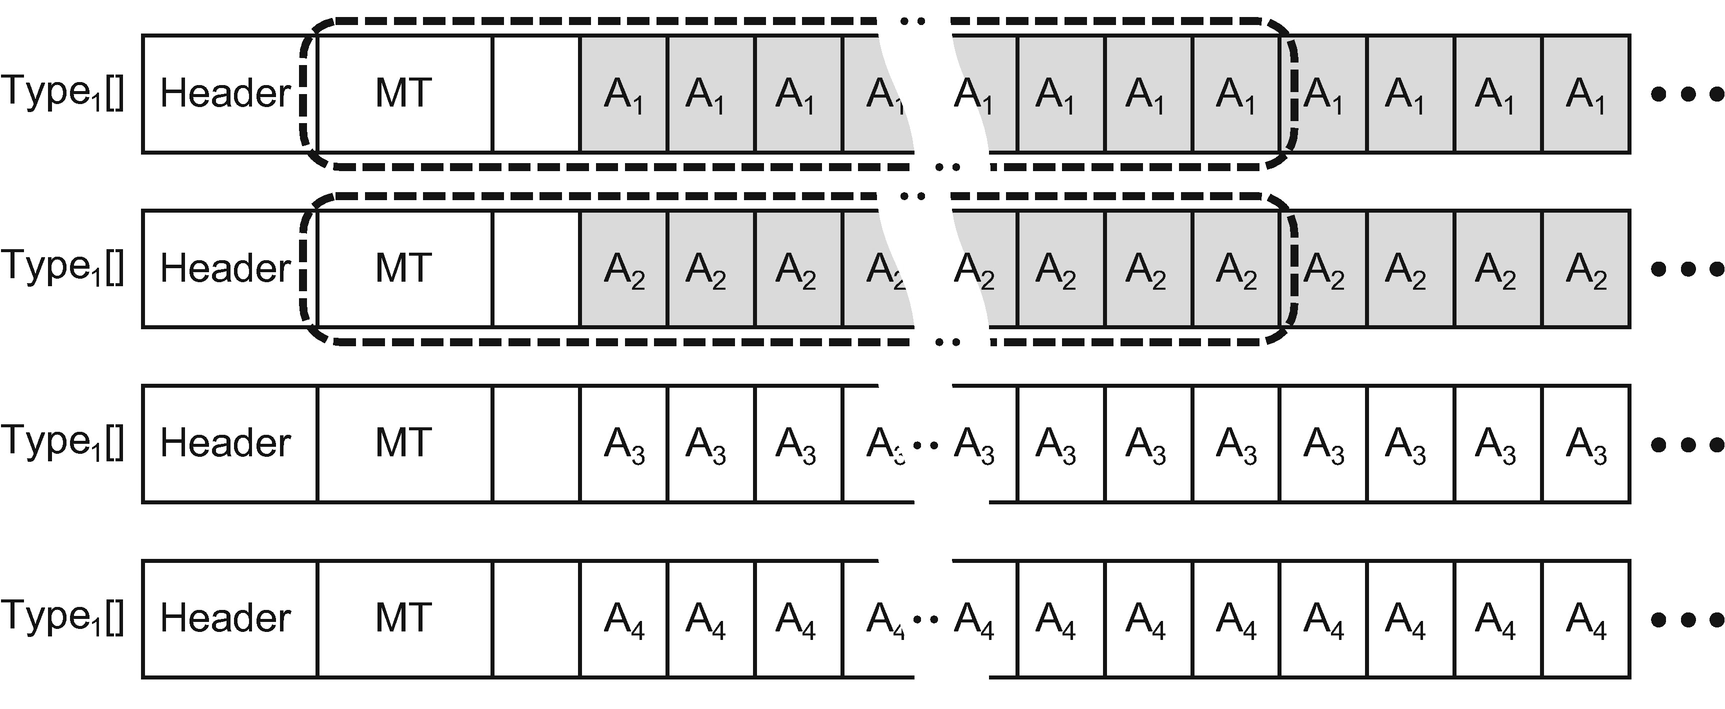 Type₁[] Header MT A₁ A₁ A₁ A₁ ·· A₁ A₁ A₁ A₁ A₁ A₁ A₁ A₁ •••
Type₁[] Header MT A₂ A₂ A₂ A₂ ·· A₂ A₂ A₂ A₂ A₂ A₂ A₂ A₂ •••
Type₁[] Header MT A₃ A₃ A₃ A₃ ·· A₃ A₃ A₃ A₃ A₃ A₃ A₃ A₃ •••
Type₁[] Header MT A₄ A₄ A₄ A₄ ·· A₄ A₄ A₄ A₄ A₄ A₄ A₄ A₄ •••